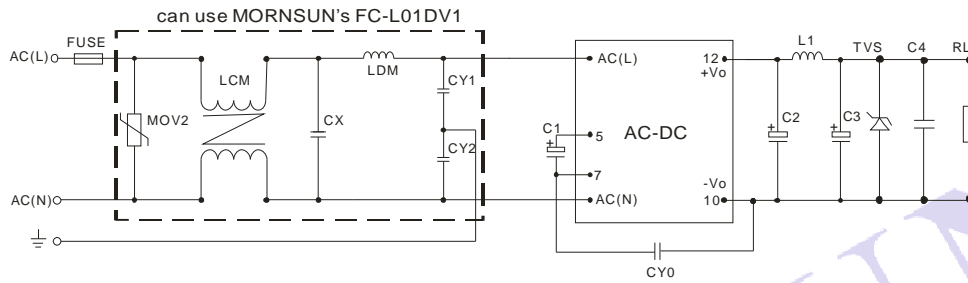 can use MORNSUN's FC-L01DV1
FUSE
AC(L)
LCM
LDM
CY1
MOV2
CX
CY2
AC(N)
AC(L)
12
+Vo
C1
+
5
AC-DC
7
-Vo
AC(N)
10
CY0
L1
TVS
C4
RL
+
C2
+
C3